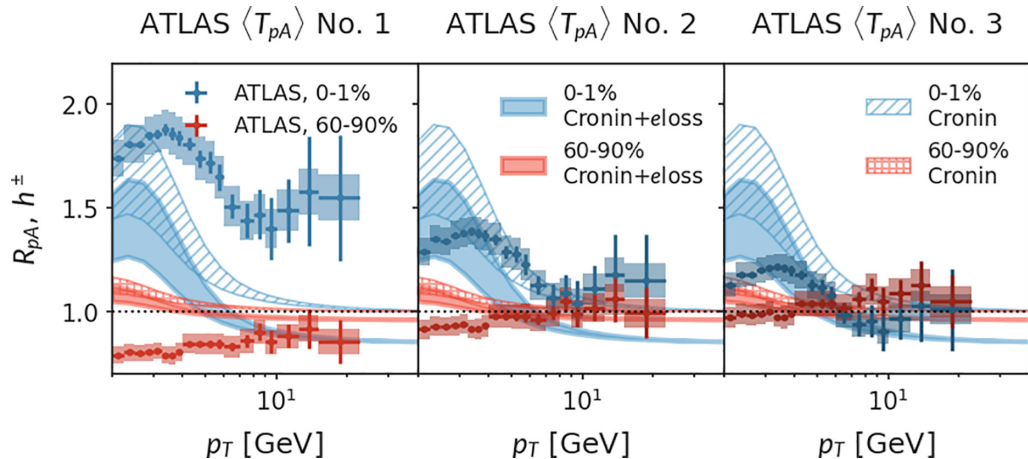 ATLAS ⟨T_pA⟩ No. 1
ATLAS ⟨T_pA⟩ No. 2
ATLAS ⟨T_pA⟩ No. 3
R_pA, h^±
2.0
1.5
1.0
ATLAS, 0-1%
ATLAS, 60-90%
0-1%
Cronin+eloss
60-90%
Cronin+eloss
0-1%
Cronin
60-90%
Cronin
10^1
10^1
10^1
p_T [GeV]
p_T [GeV]
p_T [GeV]